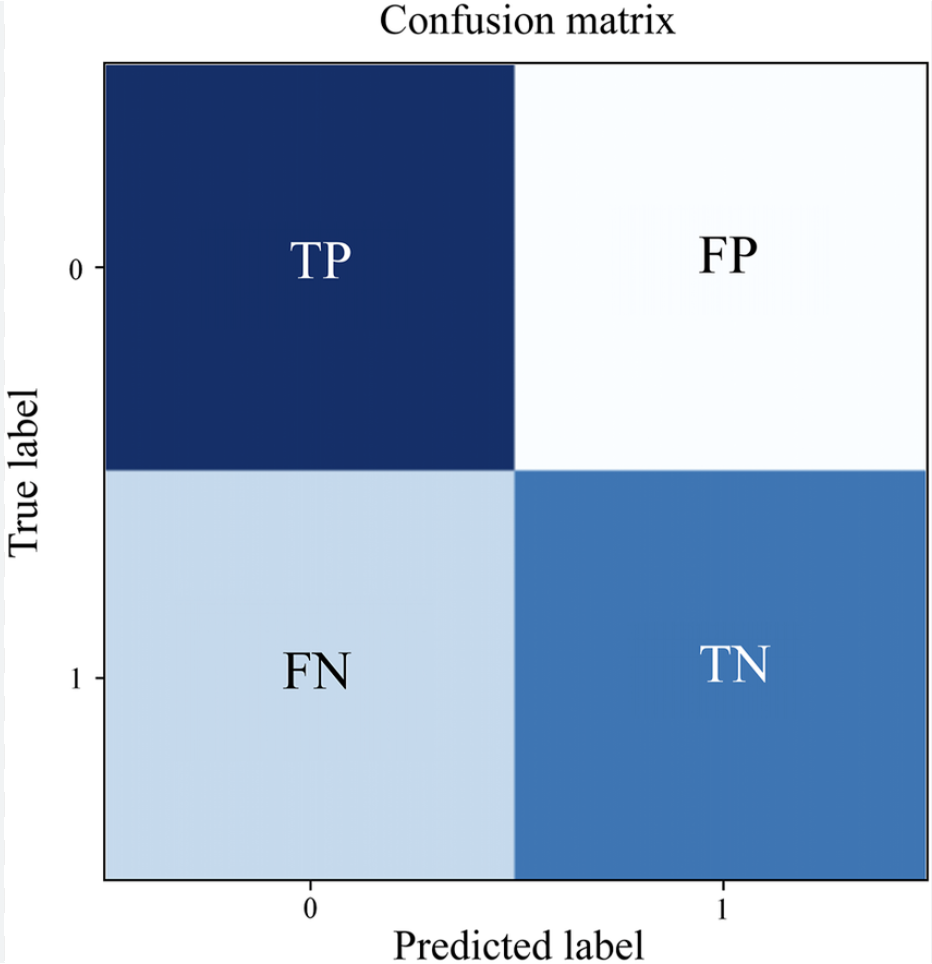 Confusion matrix
TP
FP
0
True label
FN
TN
1
0
1
Predicted label